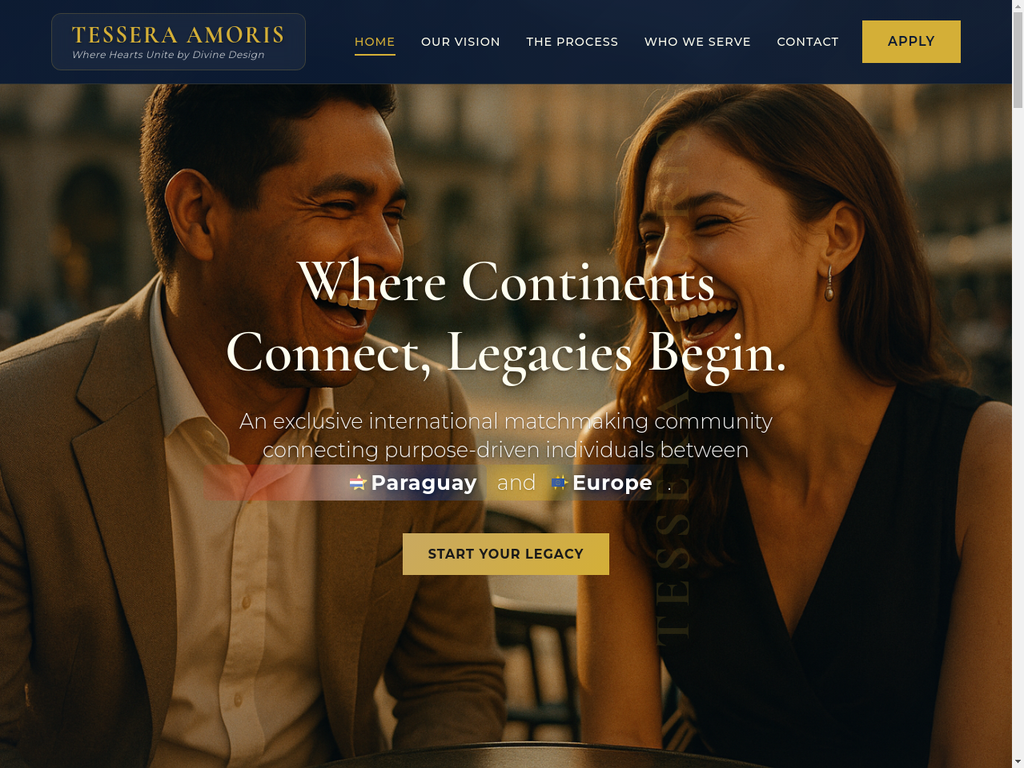 TESSERA AMORIS
Where Hearts Unite by Divine Design
HOME
OUR VISION
THE PROCESS
WHO WE SERVE
CONTACT
APPLY
Where Continents
Connect, Legacies Begin.
An exclusive international matchmaking community
connecting purpose-driven individuals between
Paraguay and Europe .
START YOUR LEGACY